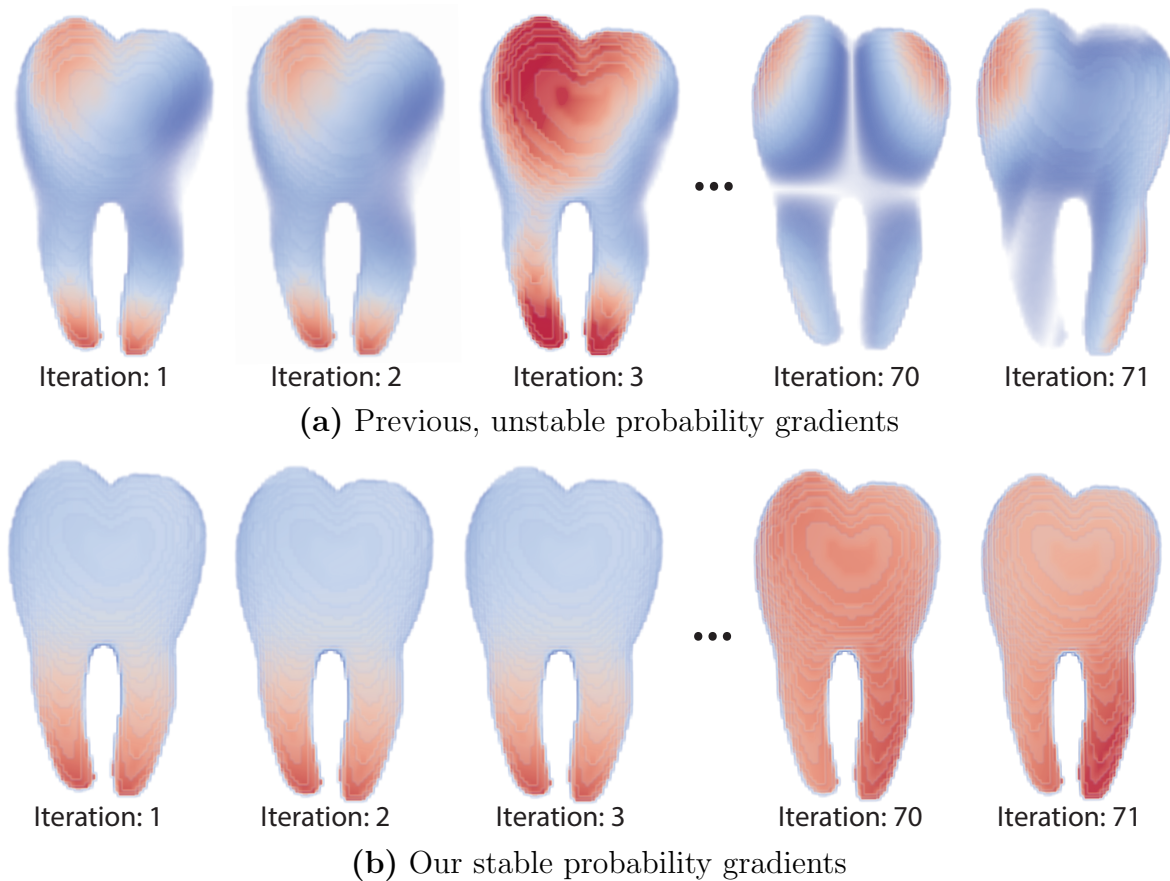 Iteration: 1 Iteration: 2 Iteration: 3 ... Iteration: 70 Iteration: 71
(a) Previous, unstable probability gradients
Iteration: 1 Iteration: 2 Iteration: 3 ... Iteration: 70 Iteration: 71
(b) Our stable probability gradients